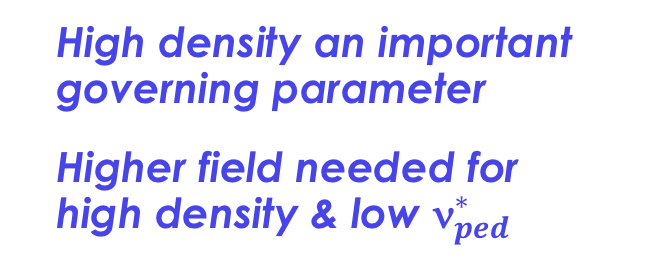 High density an important
governing parameter
Higher field needed for
high density & low ν*ped